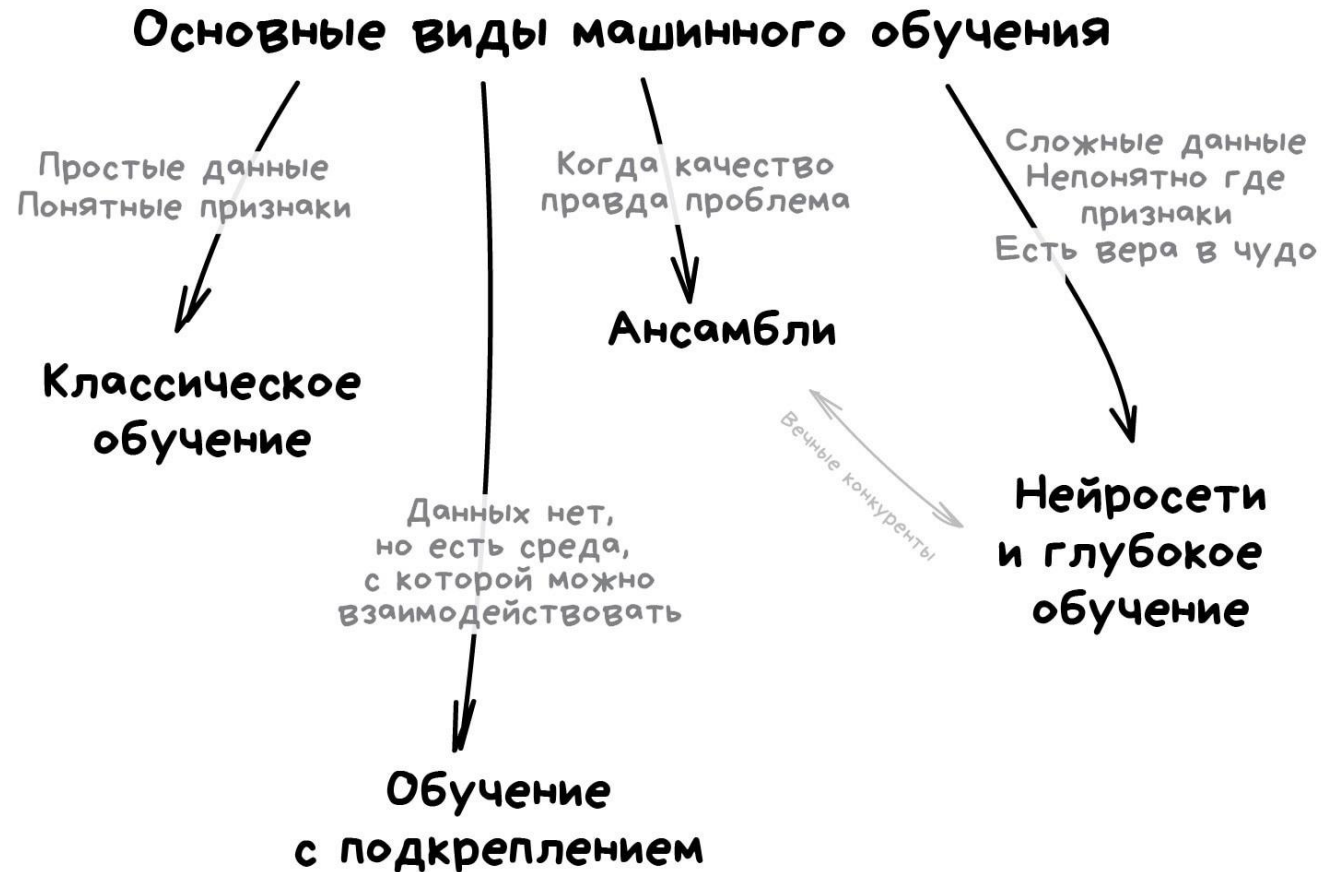 Основные виды машинного обучения
Простые данные
Понятные признаки
Когда качество
правда проблема
Сложные данные
Непонятно где
признаки
Есть вера в чудо
Ансамбли
Классическое
обучение
Вечные конкуренты
Нейросети
и глубокое
обучение
Данных нет,
но есть среда,
с которой можно
взаимодействовать
Обучение
с подкреплением